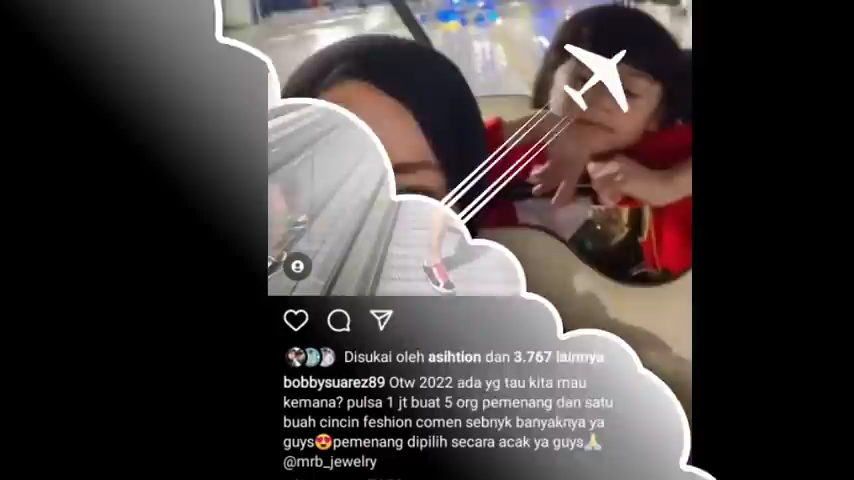 Disukai oleh asihtion dan 3.767 lainnya
bobbysuarez89 Otw 2022 ada yg tau kita mau
kemana? pulsa 1 jt buat 5 org pemenang dan satu
buah cincin feshion comen sebnyk banyaknya ya
guys😍pemenang dipilih secara acak ya guys🙏
@mrb_jewelry